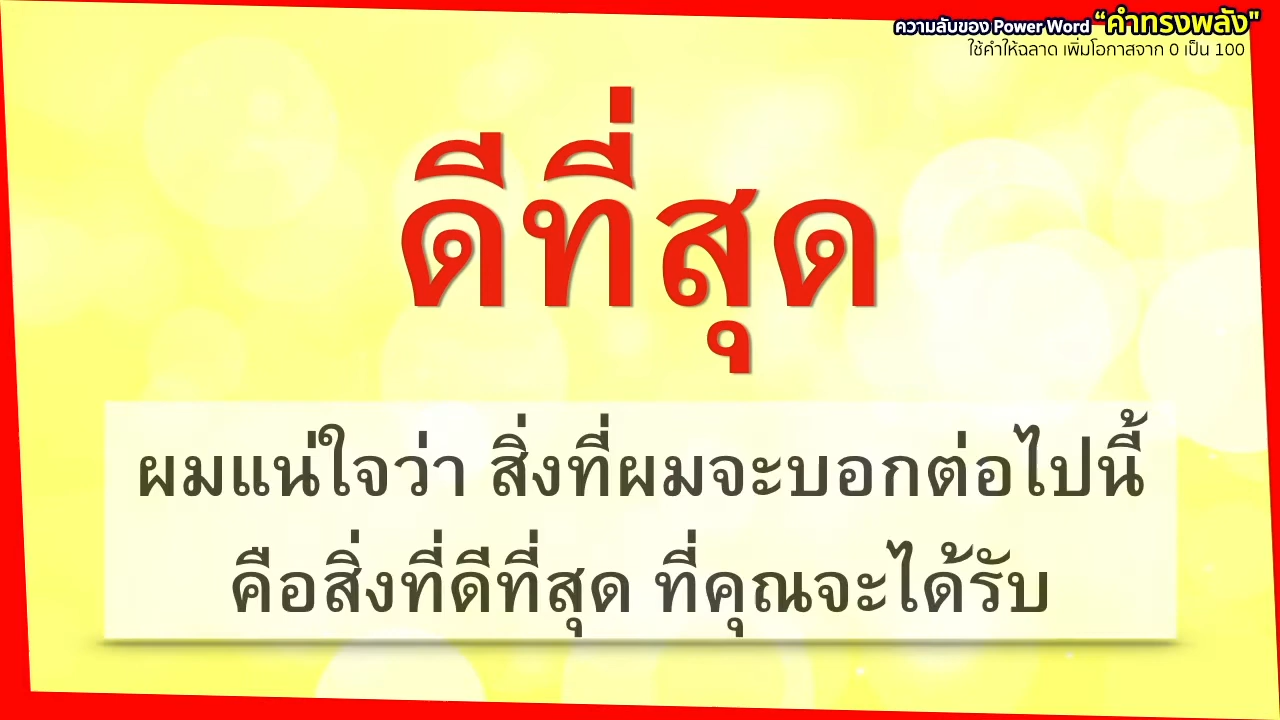 ความลับของ Power Word “คำทรงพลัง"
ใช้คำให้ฉลาด เพิ่มโอกาสจาก 0 เป็น 100
ดีที่สุด
ผมแน่ใจว่า สิ่งที่ผมจะบอกต่อไปนี้
คือสิ่งที่ดีที่สุด ที่คุณจะได้รับ